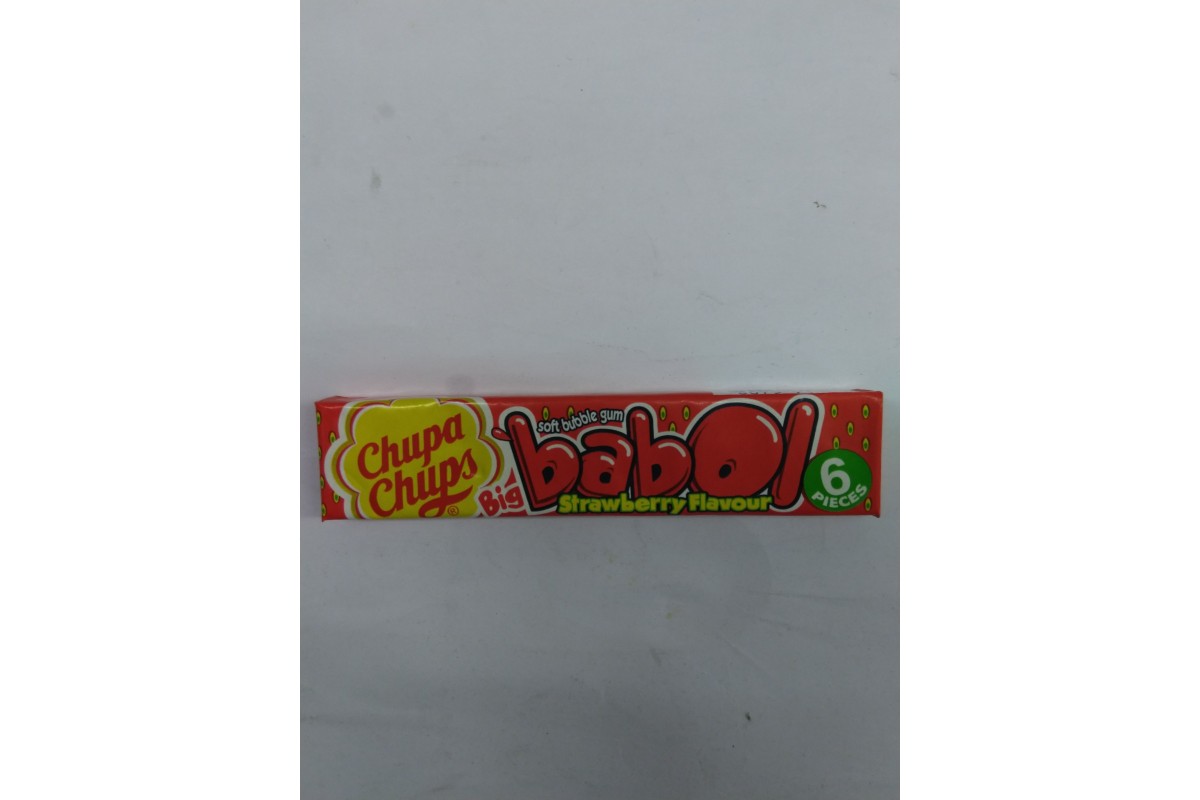 Chupa
Chups
®
Big
soft bubble gum
babol
Strawberry Flavour
6
PIECES